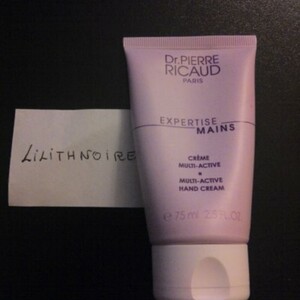 Dr. PIERRE
RICAUD
PARIS
EXPERTISE
MAINS
CRÈME
MULTI-ACTIVE
MULTI-ACTIVE
HAND CREAM
e 75 ml 2.5 FL.OZ
LiLiTHNOiRE